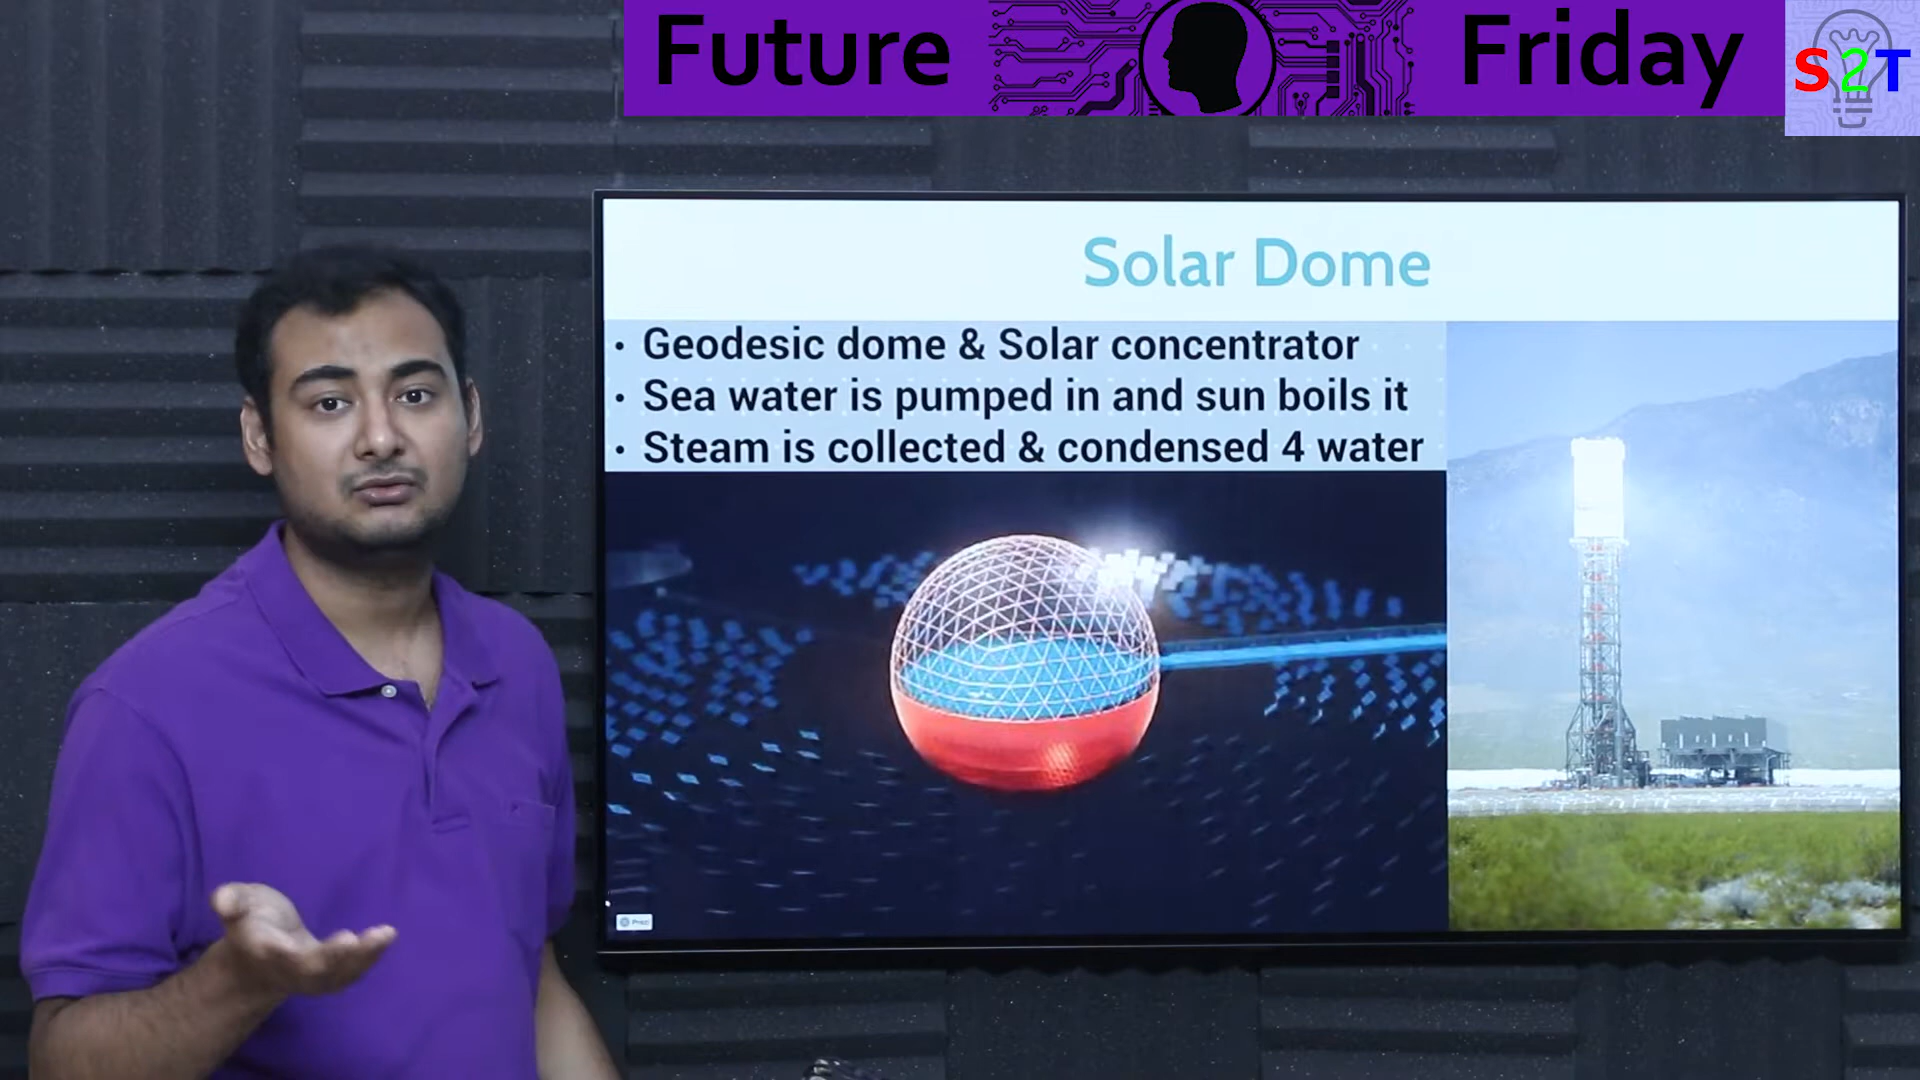 Future Friday
S2T
Solar Dome
• Geodesic dome & Solar concentrator
• Sea water is pumped in and sun boils it
• Steam is collected & condensed 4 water
Prezi